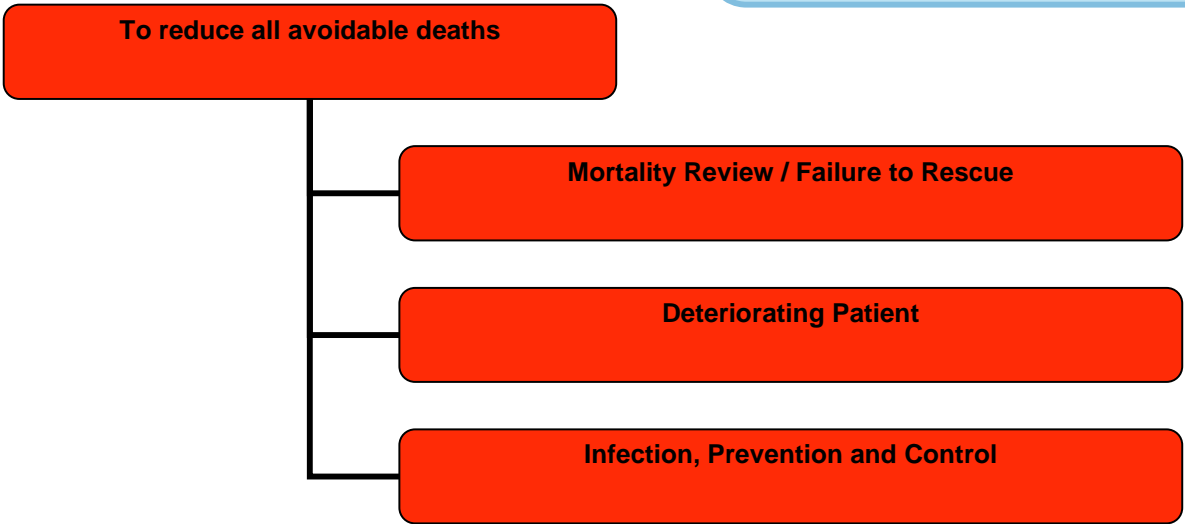 To reduce all avoidable deaths
Mortality Review / Failure to Rescue
Deteriorating Patient
Infection, Prevention and Control